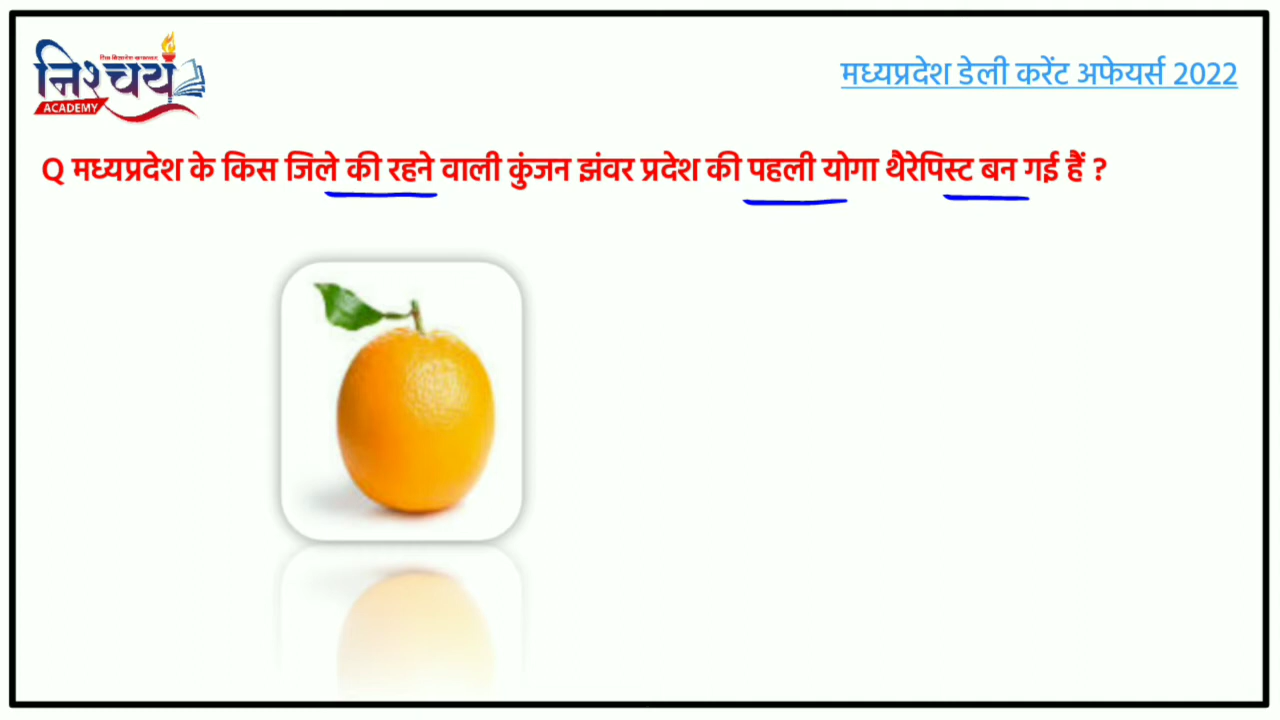 निश्चय
ACADEMY
मध्यप्रदेश डेली करेंट अफेयर्स 2022
Q मध्यप्रदेश के किस जिले की रहने वाली कुंजन झंवर प्रदेश की पहली योगा थैरेपिस्ट बन गई हैं ?